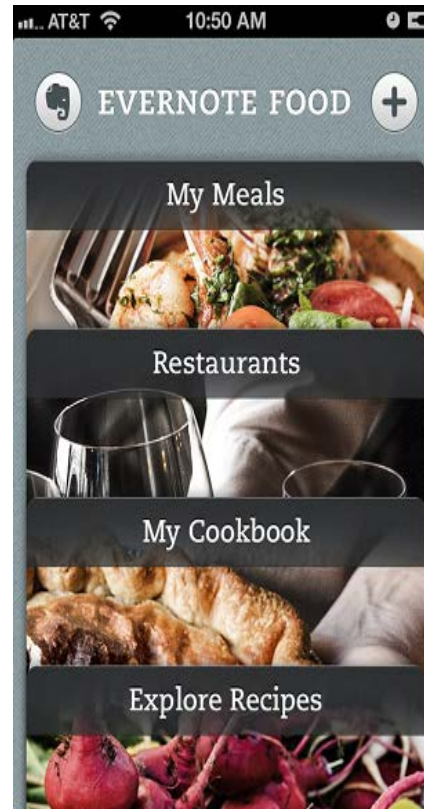 AT&T 10:50 AM
EVERNOTE FOOD
My Meals
Restaurants
My Cookbook
Explore Recipes